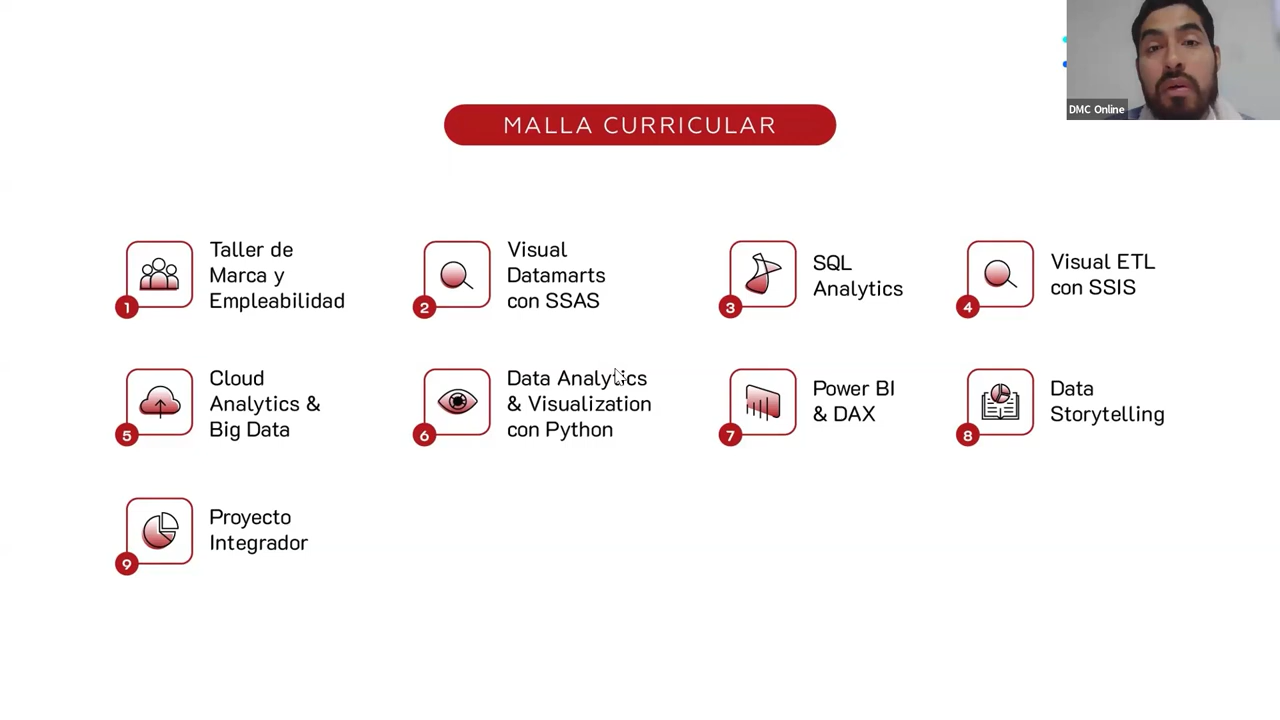 DMC Online
MALLA CURRICULAR
1
Taller de
Marca y
Empleabilidad
2
Visual
Datamarts
con SSAS
3
SQL
Analytics
4
Visual ETL
con SSIS
5
Cloud
Analytics &
Big Data
6
Data Analytics
& Visualization
con Python
7
Power BI
& DAX
8
Data
Storytelling
9
Proyecto
Integrador